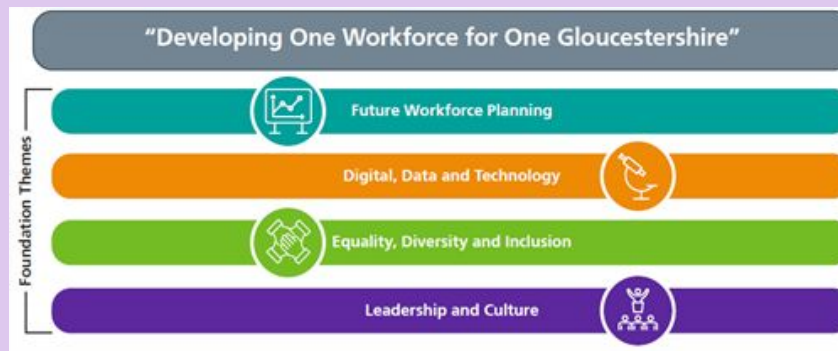 “Developing One Workforce for One Gloucestershire”
Foundation Themes
Future Workforce Planning
Digital, Data and Technology
Equality, Diversity and Inclusion
Leadership and Culture